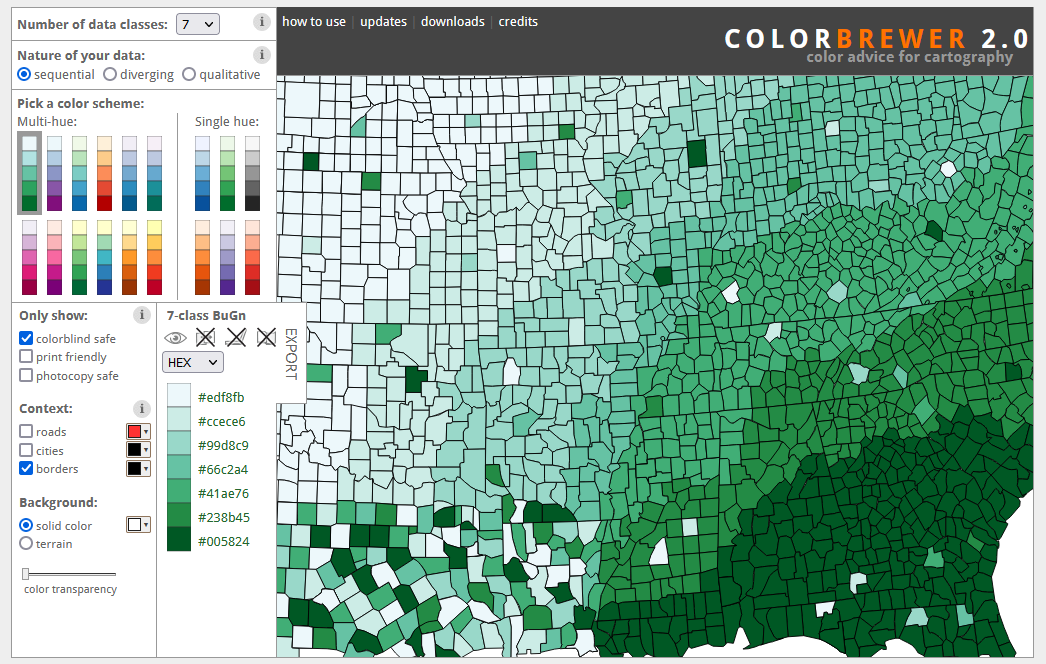 Number of data classes: 7 i
how to use | updates | downloads | credits
COLORBREWER 2.0
color advice for cartography
Nature of your data: i
sequential diverging qualitative
Pick a color scheme:
Multi-hue: Single hue:
Only show: i
colorblind safe
print friendly
photocopy safe
Context: i
roads
cities
borders
Background:
solid color
terrain
color transparency
7-class BuGn
EXPORT
HEX
#edf8fb
#ccece6
#99d8c9
#66c2a4
#41ae76
#238b45
#005824